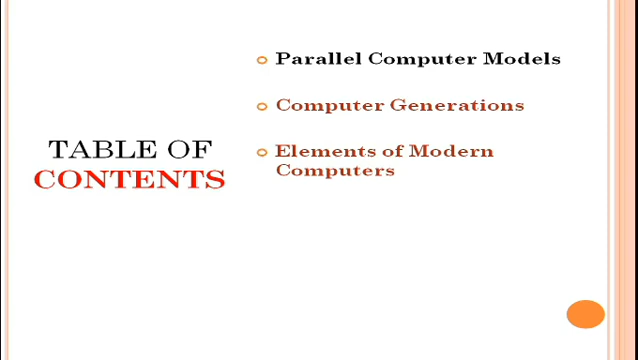 TABLE OF
CONTENTS
Parallel Computer Models
Computer Generations
Elements of Modern
Computers